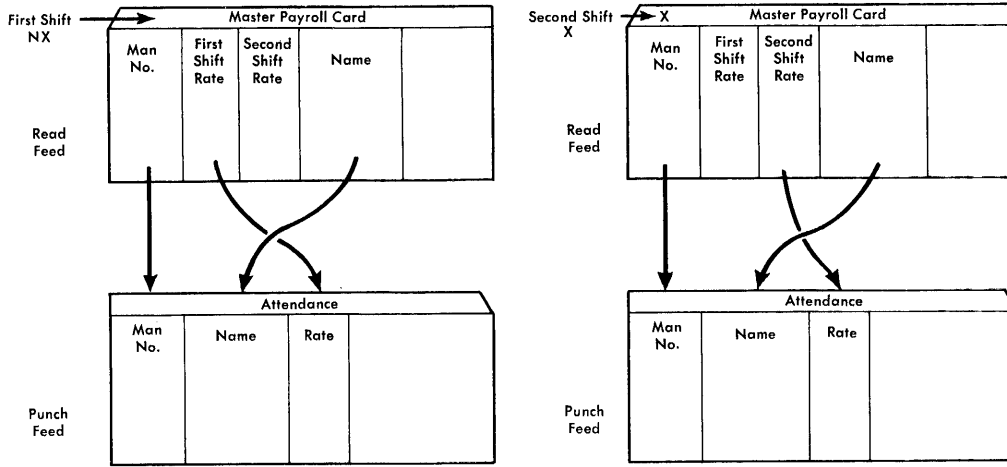 First Shift
NX
Master Payroll Card
Man
No.
First
Shift
Rate
Second
Shift
Rate
Name
Read
Feed
Attendance
Man
No.
Name
Rate
Punch
Feed
Second Shift
X
X
Master Payroll Card
Man
No.
First
Shift
Rate
Second
Shift
Rate
Name
Read
Feed
Attendance
Man
No.
Name
Rate
Punch
Feed